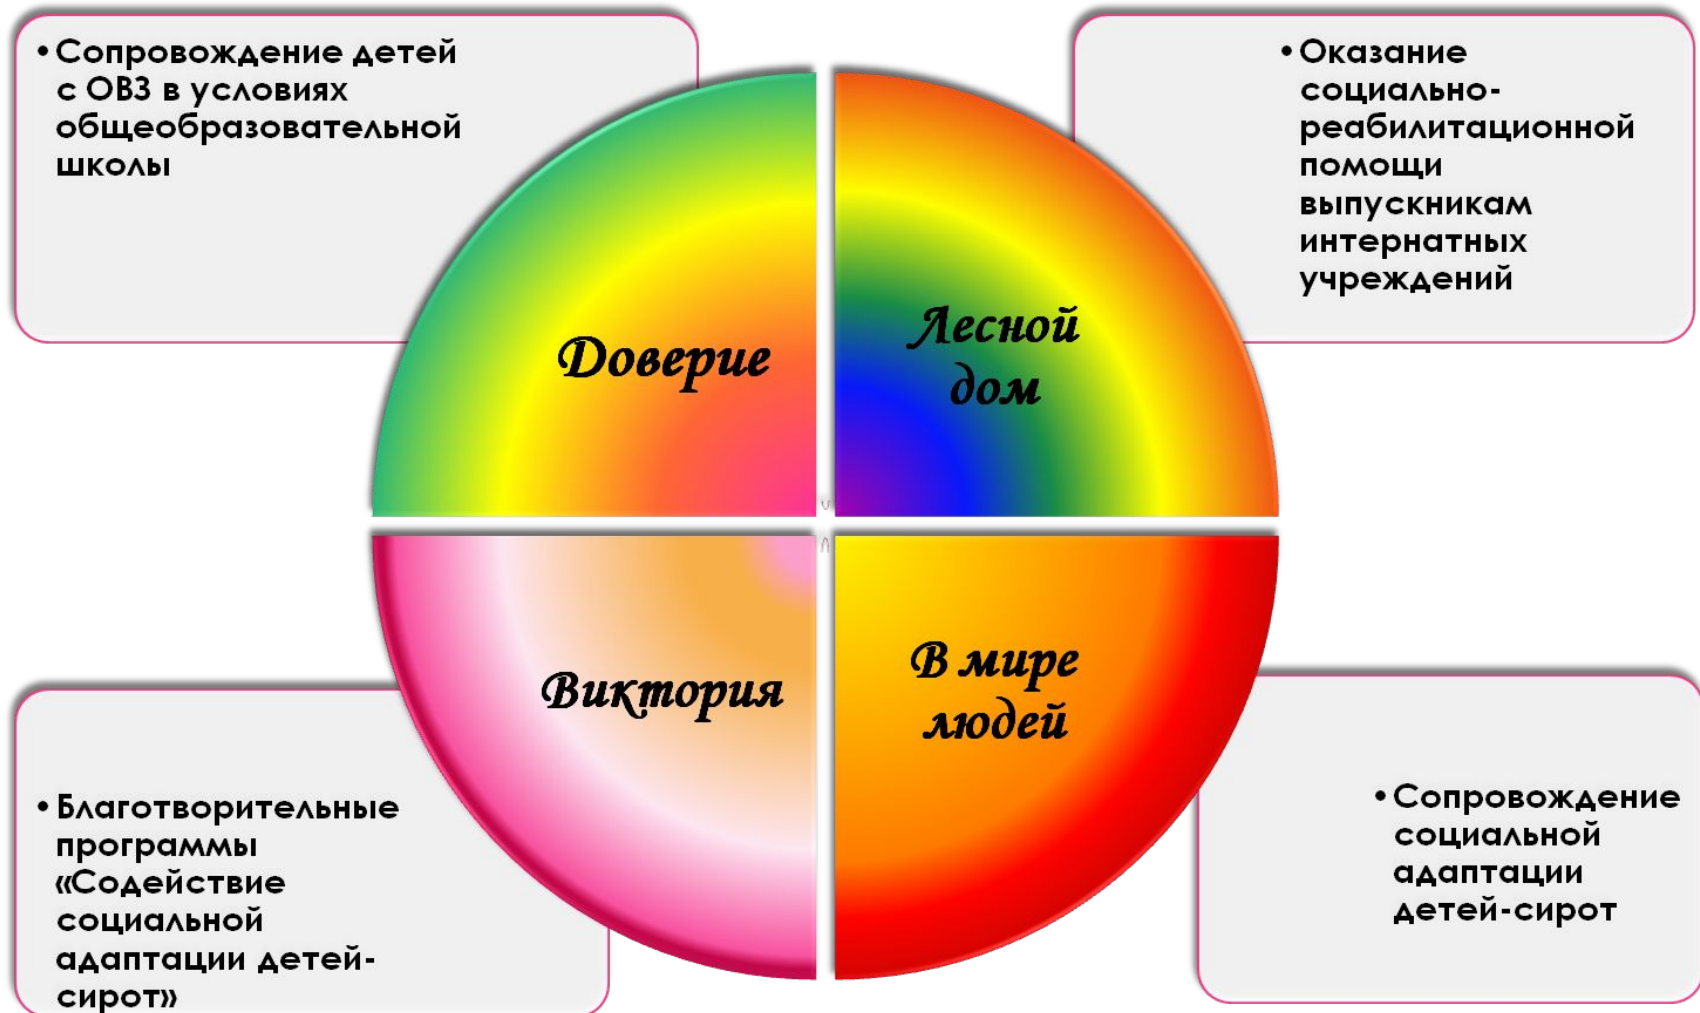 • Сопровождение детей
с ОВЗ в условиях
общеобразовательной
школы
• Оказание
социально-
реабилитационной
помощи
выпускникам
интернатных
учреждений
Доверие
Лесной
дом
Виктория
В мире
людей
• Благотворительные
программы
«Содействие
социальной
адаптации детей-
сирот»
• Сопровождение
социальной
адаптации
детей-сирот